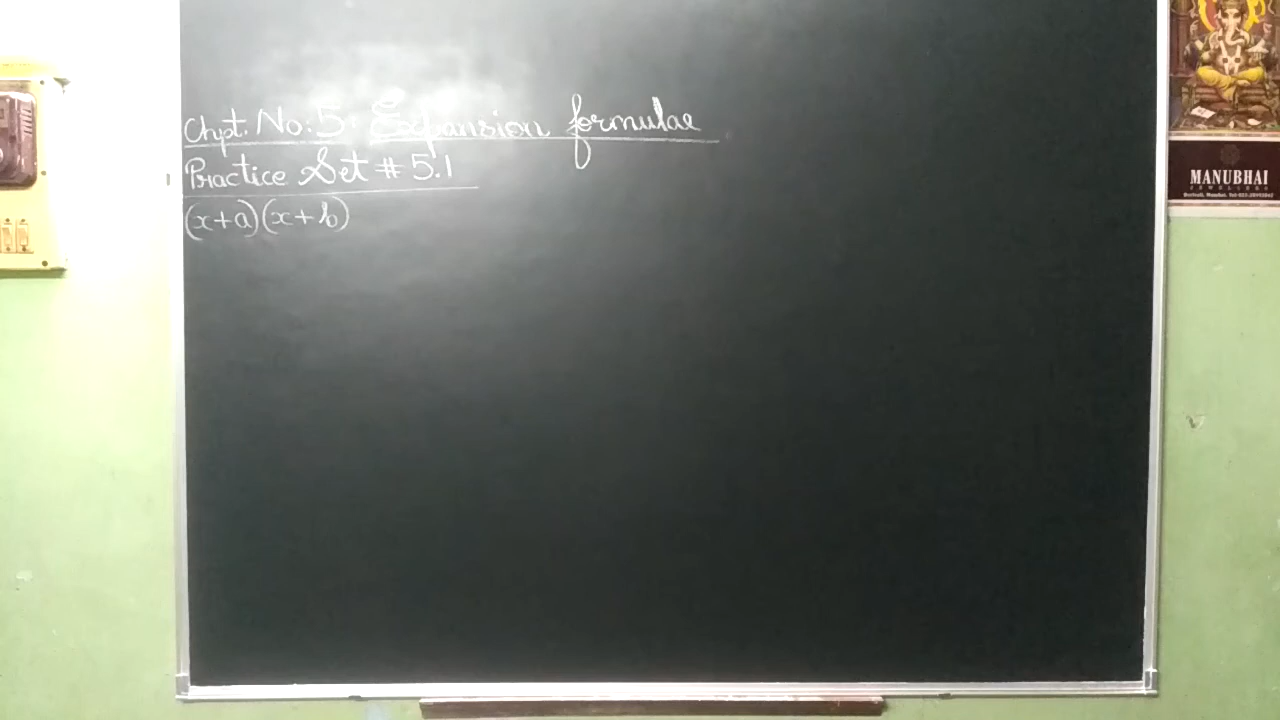 Chpt. No: 5. Expansion formulae
Practice Set # 5.1
(x+a)(x+b)
MANUBHAI
JEWELLERS